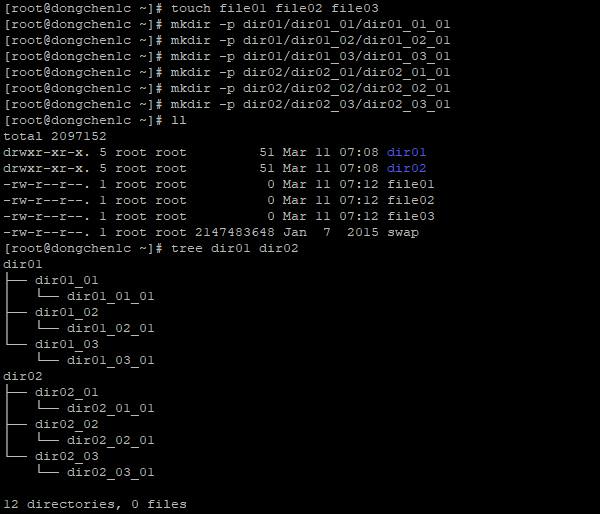 [root@dongchenlc ~]# touch file01 file02 file03
[root@dongchenlc ~]# mkdir -p dir01/dir01_01/dir01_01_01
[root@dongchenlc ~]# mkdir -p dir01/dir01_02/dir01_02_01
[root@dongchenlc ~]# mkdir -p dir01/dir01_03/dir01_03_01
[root@dongchenlc ~]# mkdir -p dir02/dir02_01/dir02_01_01
[root@dongchenlc ~]# mkdir -p dir02/dir02_02/dir02_02_01
[root@dongchenlc ~]# mkdir -p dir02/dir02_03/dir02_03_01
[root@dongchenlc ~]# ll
total 2097152
drwxr-xr-x. 5 root root          51 Mar 11 07:08 dir01
drwxr-xr-x. 5 root root          51 Mar 11 07:08 dir02
-rw-r--r--. 1 root root           0 Mar 11 07:12 file01
-rw-r--r--. 1 root root           0 Mar 11 07:12 file02
-rw-r--r--. 1 root root           0 Mar 11 07:12 file03
-rw-r--r--. 1 root root 2147483648 Jan  7  2015 swap
[root@dongchenlc ~]# tree dir01 dir02
dir01
├── dir01_01
│   └── dir01_01_01
├── dir01_02
│   └── dir01_02_01
└── dir01_03
    └── dir01_03_01
dir02
├── dir02_01
│   └── dir02_01_01
├── dir02_02
│   └── dir02_02_01
└── dir02_03
    └── dir02_03_01
12 directories, 0 files